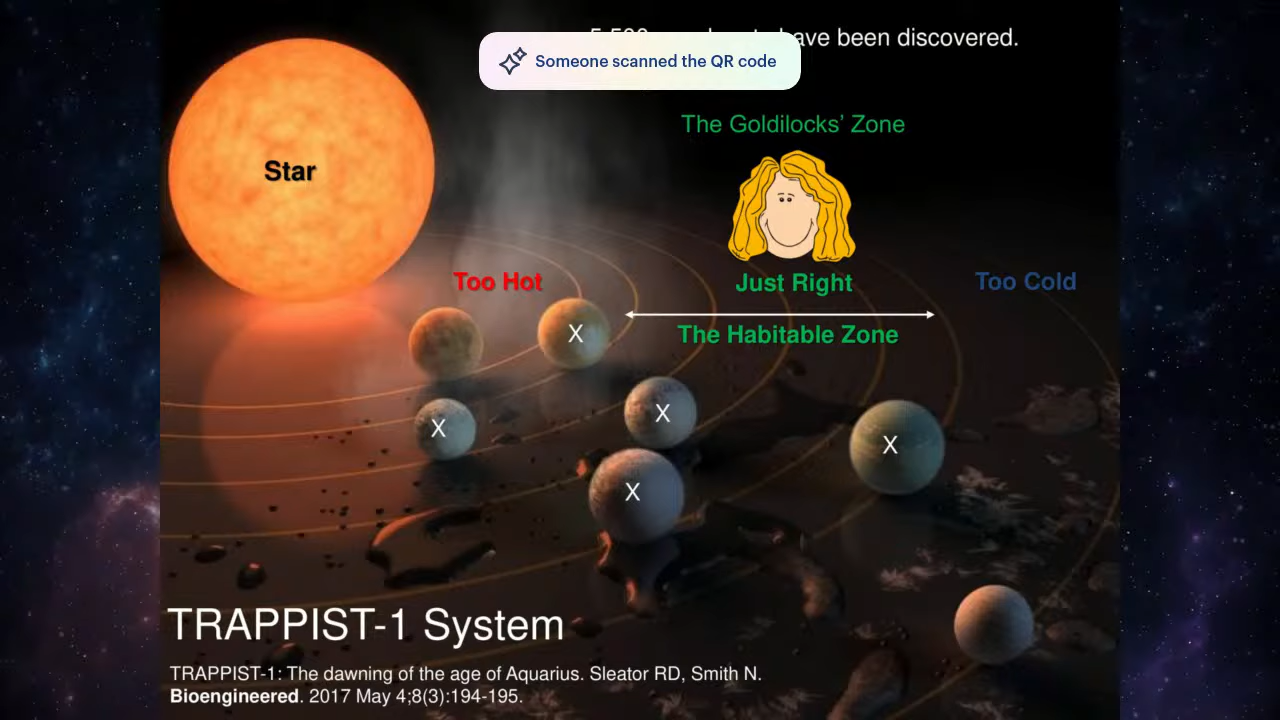 have been discovered.
Someone scanned the QR code
The Goldilocks' Zone
Star
Too Hot
Just Right
Too Cold
The Habitable Zone
X
X
X
X
X
TRAPPIST-1 System
TRAPPIST-1: The dawning of the age of Aquarius. Sleator RD, Smith N.
Bioengineered. 2017 May 4;8(3):194-195.